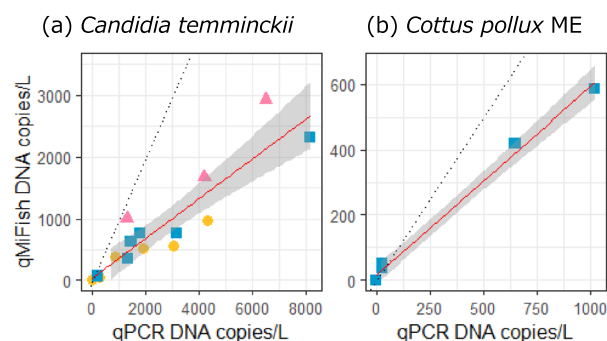 (a) Candidia temminckii
(b) Cottus pollux ME
qMiFish DNA copies/L
3000
2000
1000
0
0 2000 4000 6000 8000
qPCR DNA copies/L
600
400
200
0
0 250 500 750 1000
qPCR DNA copies/L